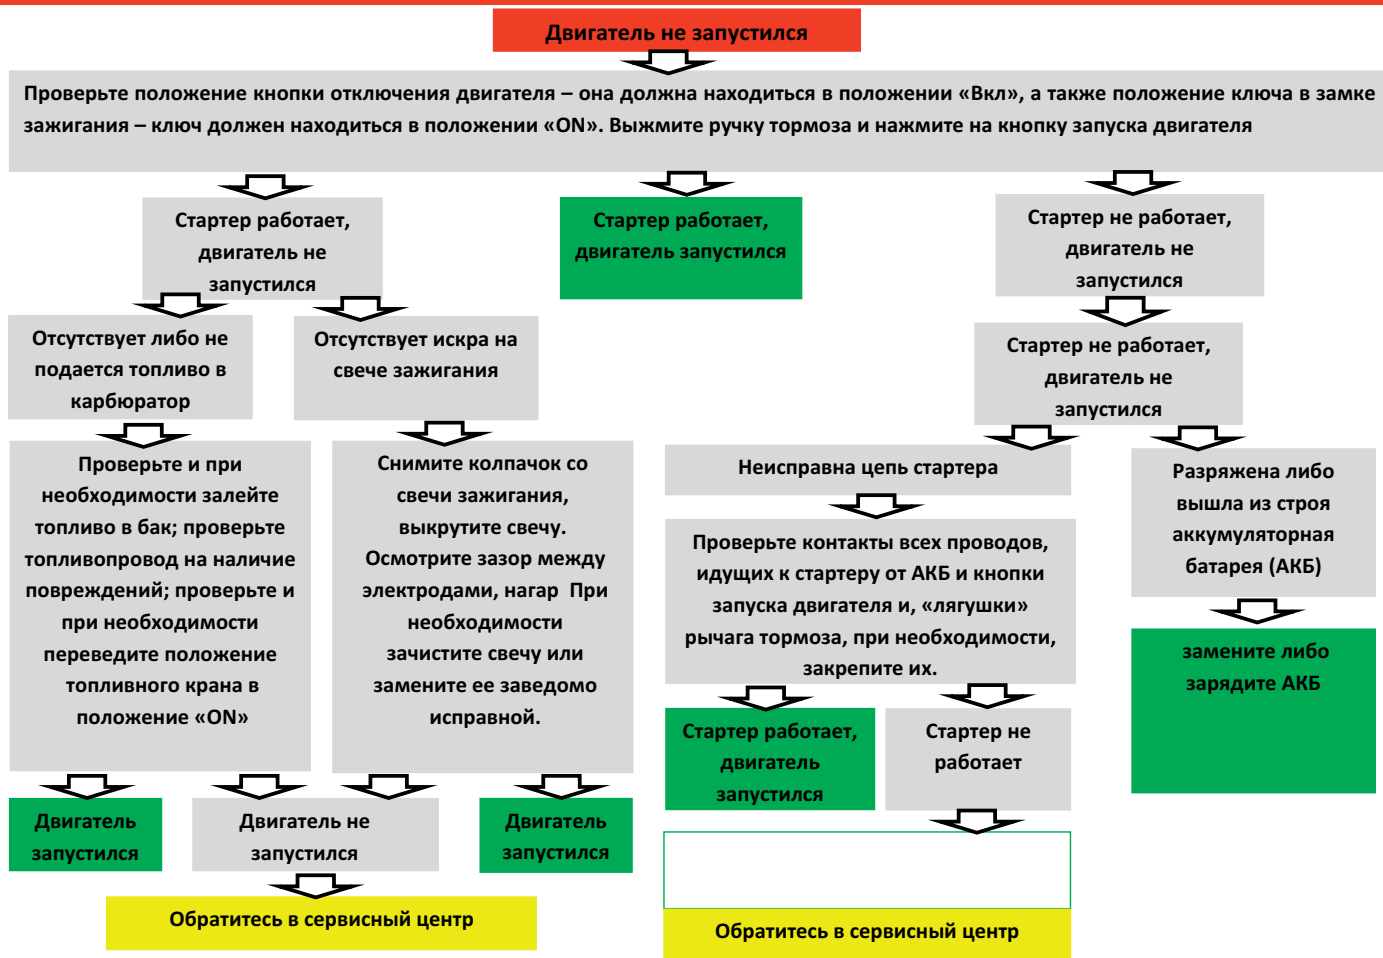 Двигатель не запустился
Проверьте положение кнопки отключения двигателя – она должна находиться в положении «Вкл», а также положение ключа в замке
зажигания – ключ должен находиться в положении «ON». Выжмите ручку тормоза и нажмите на кнопку запуска двигателя
Стартер работает,
двигатель не
запустился
Стартер работает,
двигатель запустился
Стартер не работает,
двигатель не
запустился
Отсутствует либо не
подается топливо в
карбюратор
Отсутствует искра на
свече зажигания
Стартер не работает,
двигатель не
запустился
Проверьте и при
необходимости залейте
топливо в бак; проверьте
топливопровод на наличие
повреждений; проверьте и
при необходимости
переведите положение
топливного крана в
положение «ON»
Снимите колпачок со
свечи зажигания,
выкрутите свечу.
Осмотрите зазор между
электродами, нагар  При
необходимости
зачистите свечу или
замените ее заведомо
исправной.
Неисправна цепь стартера
Разряжена либо
вышла из строя
аккумуляторная
батарея (АКБ)
Проверьте контакты всех проводов,
идущих к стартеру от АКБ и кнопки
запуска двигателя и, «лягушки»
рычага тормоза, при необходимости,
закрепите их.
замените либо
зарядите АКБ
Стартер работает,
двигатель
запустился
Стартер не
работает
Двигатель
запустился
Двигатель не
запустился
Двигатель
запустился
Обратитесь в сервисный центр
Обратитесь в сервисный центр